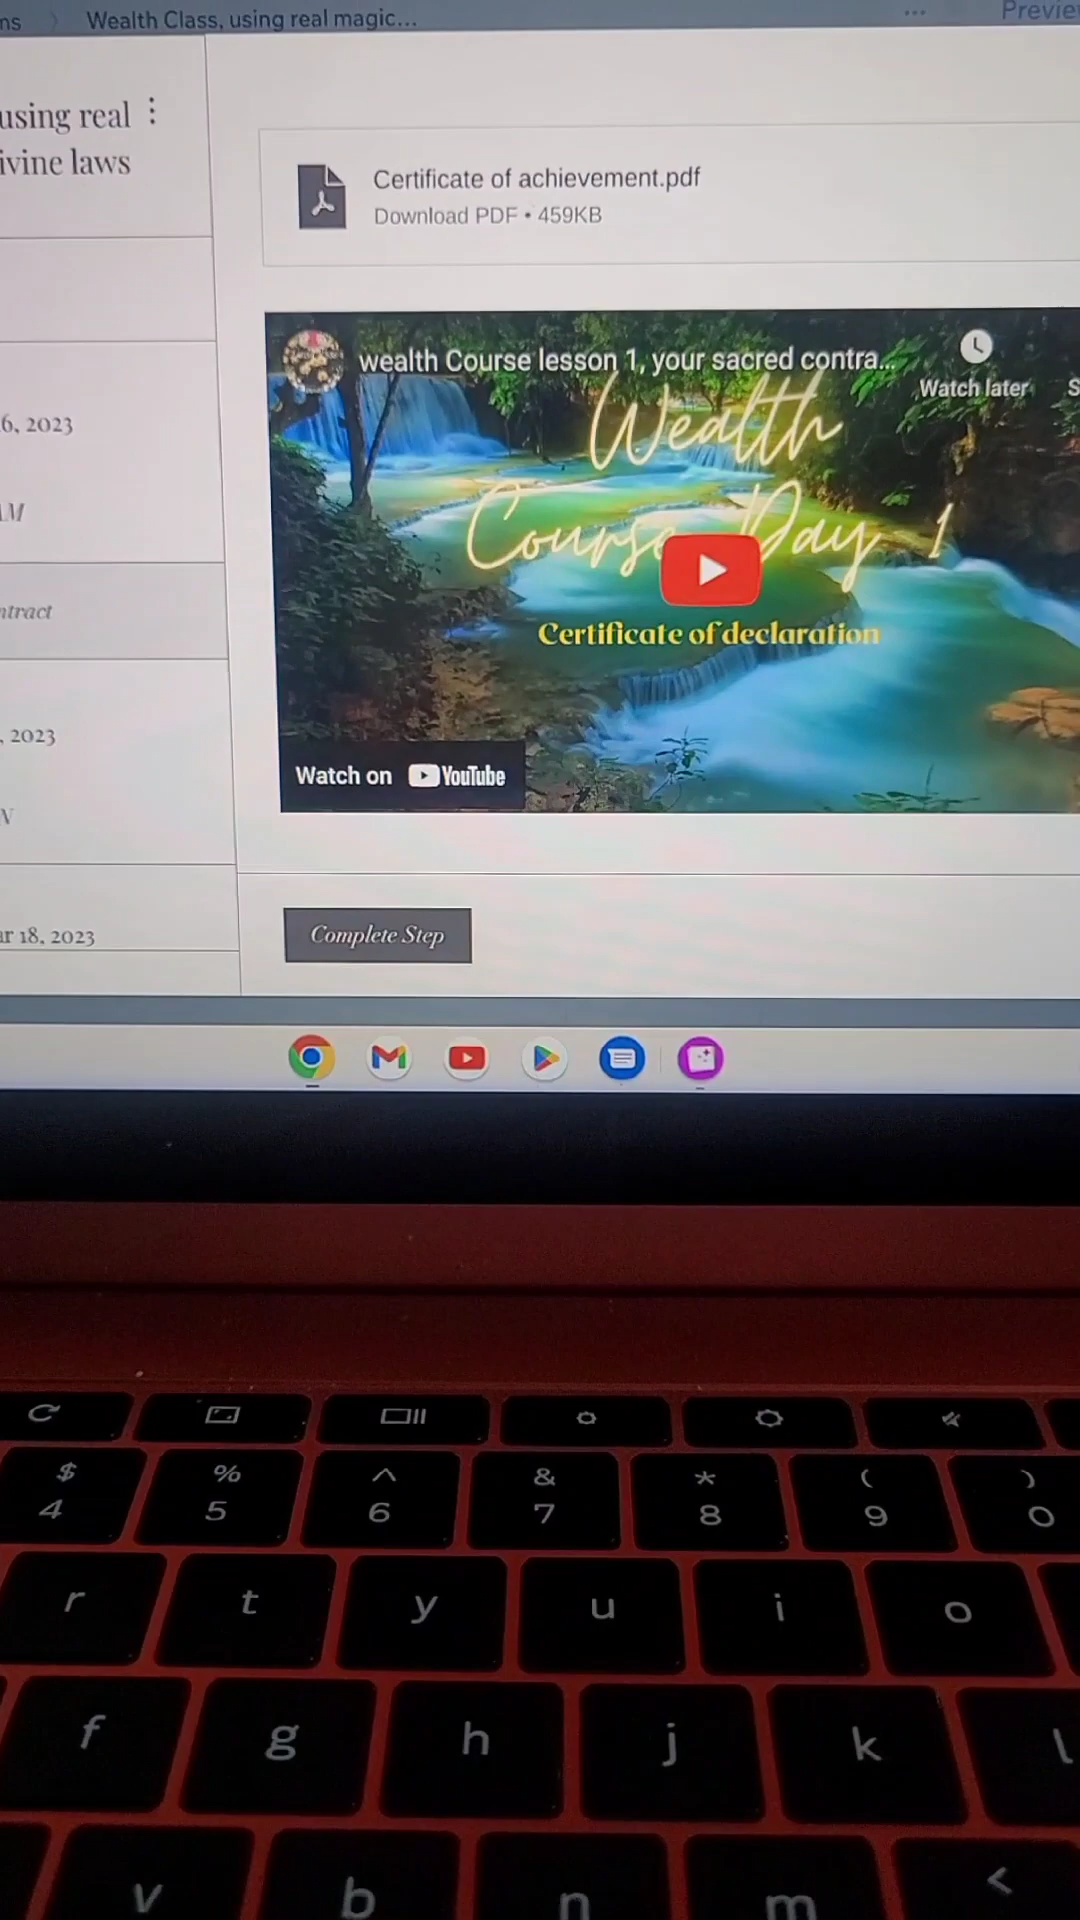 ns > Wealth Class, using real magic... ... Previe
using real
ivine laws
Certificate of achievement.pdf
Download PDF • 459KB
wealth Course lesson 1, your sacred contra...
Watch later
S
Wealth
Course Day 1
Certificate of declaration
Watch on YouTube
6, 2023
AM
ntract
, 2023
N
ar 18, 2023
Complete Step
$ % ^ & * ( )
4 5 6 7 8 9 0
r t y u i o
f g h j k l
v b n m <